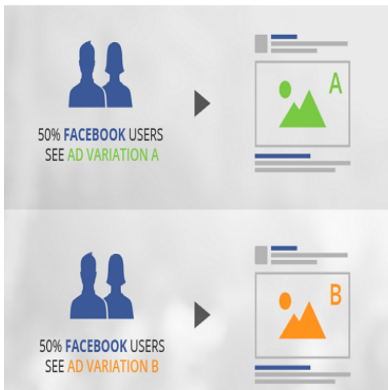 50% FACEBOOK USERS
SEE AD VARIATION A
A
50% FACEBOOK USERS
SEE AD VARIATION B
B